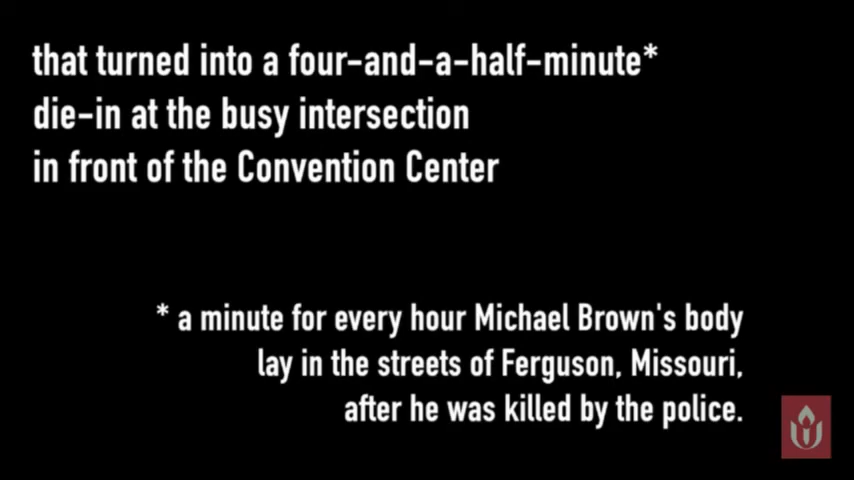 that turned into a four-and-a-half-minute*
die-in at the busy intersection
in front of the Convention Center
* a minute for every hour Michael Brown's body
lay in the streets of Ferguson, Missouri,
after he was killed by the police.